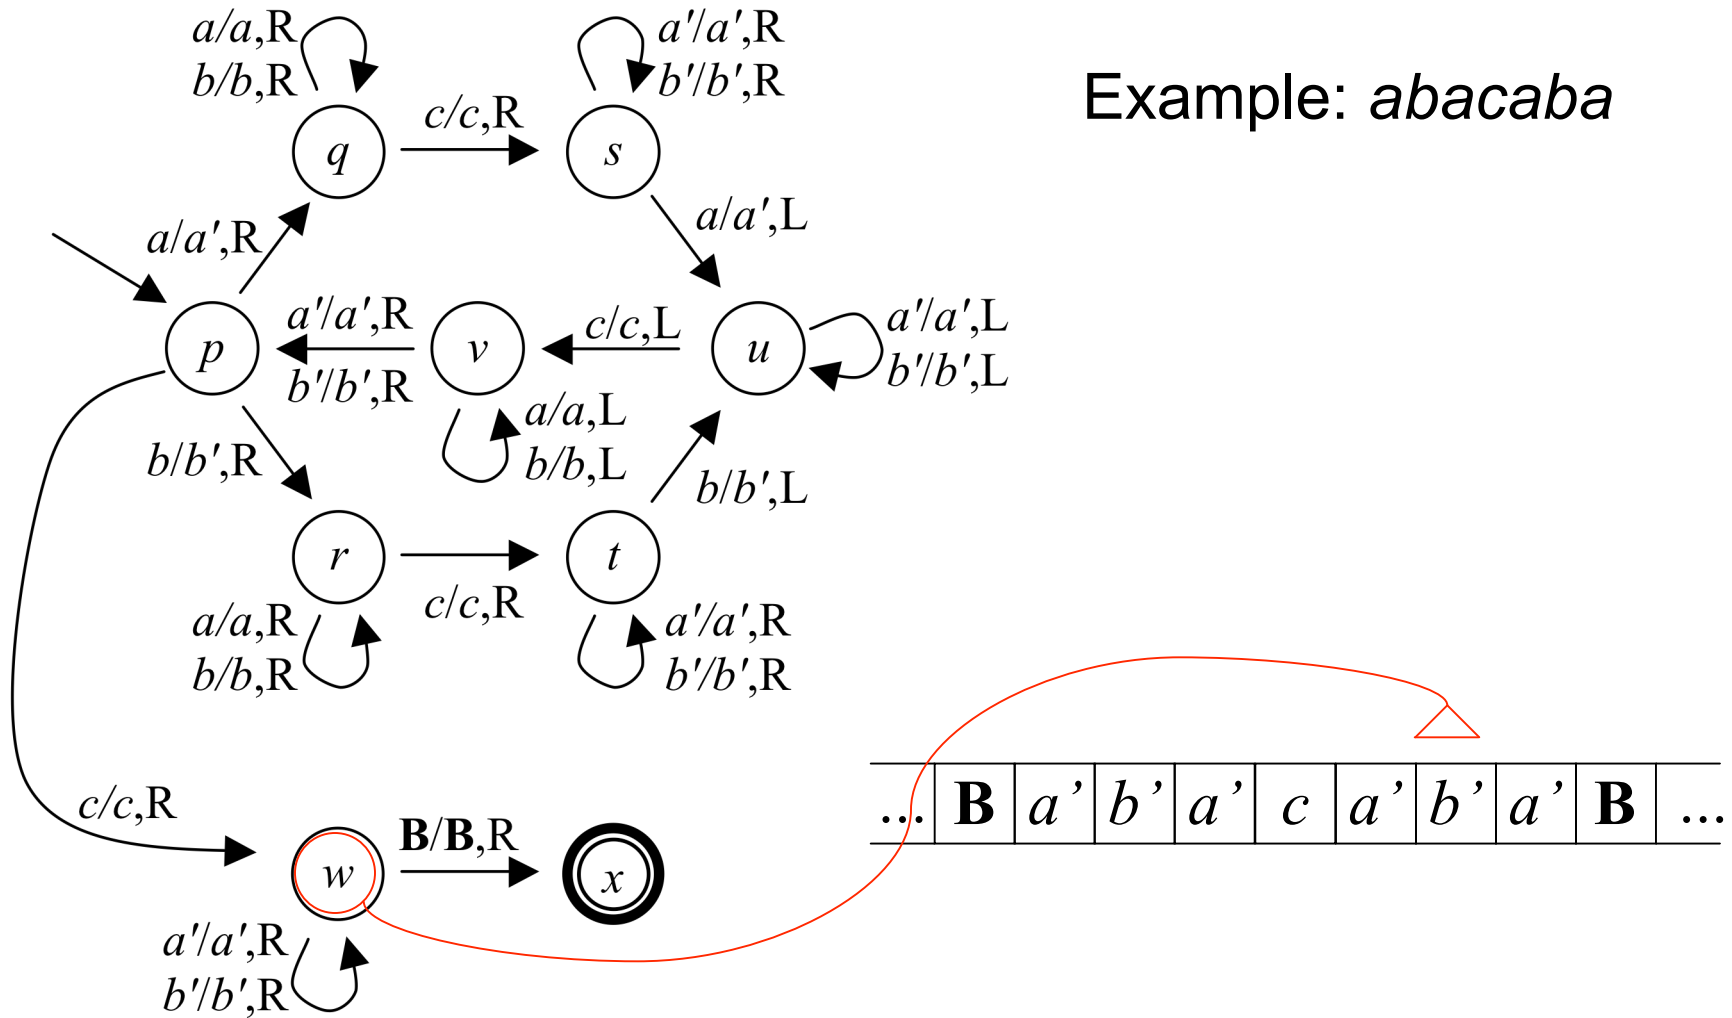 a/a,R
b/b,R
a'/a',R
b'/b',R
Example: abacaba
c/c,R
q
s
a/a',R
a/a',L
a'/a',R
b'/b',R
c/c,L
a'/a',L
b'/b',L
p
v
u
a/a,L
b/b,L
b/b',R
b/b',L
r
t
c/c,R
a/a,R
b/b,R
a'/a',R
b'/b',R
... B a’ b’ a’ c a’ b’ a’ B ...
c/c,R
B/B,R
w
x
a'/a',R
b'/b',R